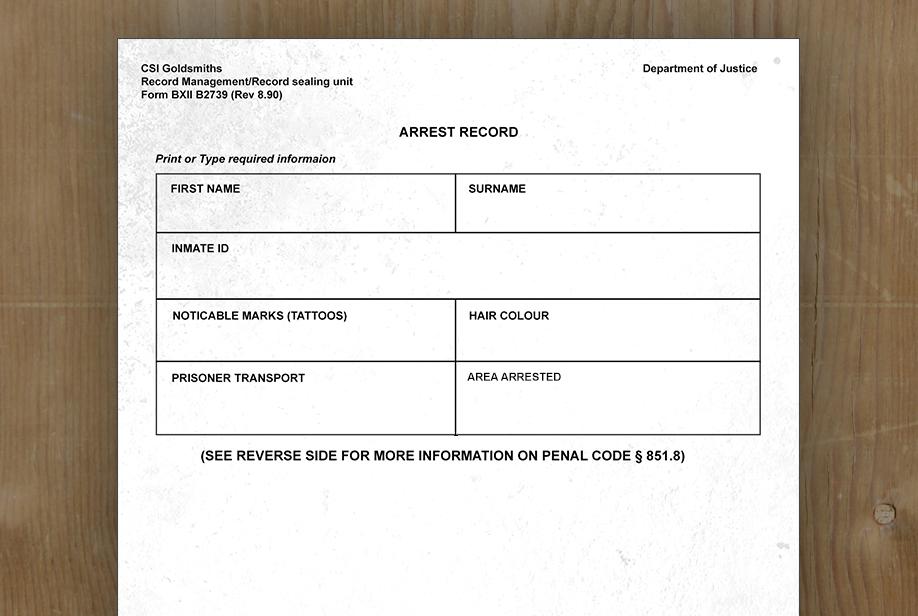 CSI Goldsmiths
Record Management/Record sealing unit
Form BXII B2739 (Rev 8.90)
Department of Justice
ARREST RECORD
Print or Type required informaion
FIRST NAME
SURNAME
INMATE ID
NOTICABLE MARKS (TATTOOS)
HAIR COLOUR
PRISONER TRANSPORT
AREA ARRESTED
(SEE REVERSE SIDE FOR MORE INFORMATION ON PENAL CODE § 851.8)